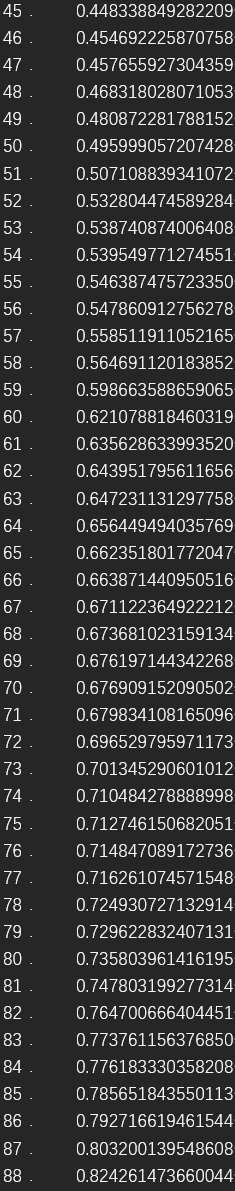 45 . 0.448338849282209
46 . 0.454692225870758
47 . 0.457655927304359
48 . 0.468318028071053
49 . 0.480872281788152
50 . 0.495999057207428
51 . 0.507108839341072
52 . 0.532804474589284
53 . 0.538740874006408
54 . 0.539549771274551
55 . 0.546387475723350
56 . 0.547860912756278
57 . 0.558511911052165
58 . 0.564691120183852
59 . 0.598663588659065
60 . 0.621078818460319
61 . 0.635628633993520
62 . 0.643951795611656
63 . 0.647231131297758
64 . 0.656449494035769
65 . 0.662351801772047
66 . 0.663871440950516
67 . 0.671122364922212
68 . 0.673681023159134
69 . 0.676197144342268
70 . 0.676909152090502
71 . 0.679834108165096
72 . 0.696529795971173
73 . 0.701345290601012
74 . 0.710484278888998
75 . 0.712746150682051
76 . 0.714847089172736
77 . 0.716261074571548
78 . 0.724930727132914
79 . 0.729622832407131
80 . 0.735803961416195
81 . 0.747803199277314
82 . 0.764700666404451
83 . 0.773761156376850
84 . 0.776183330358208
85 . 0.785651843550113
86 . 0.792716619461544
87 . 0.803200139548608
88 . 0.824261473660044